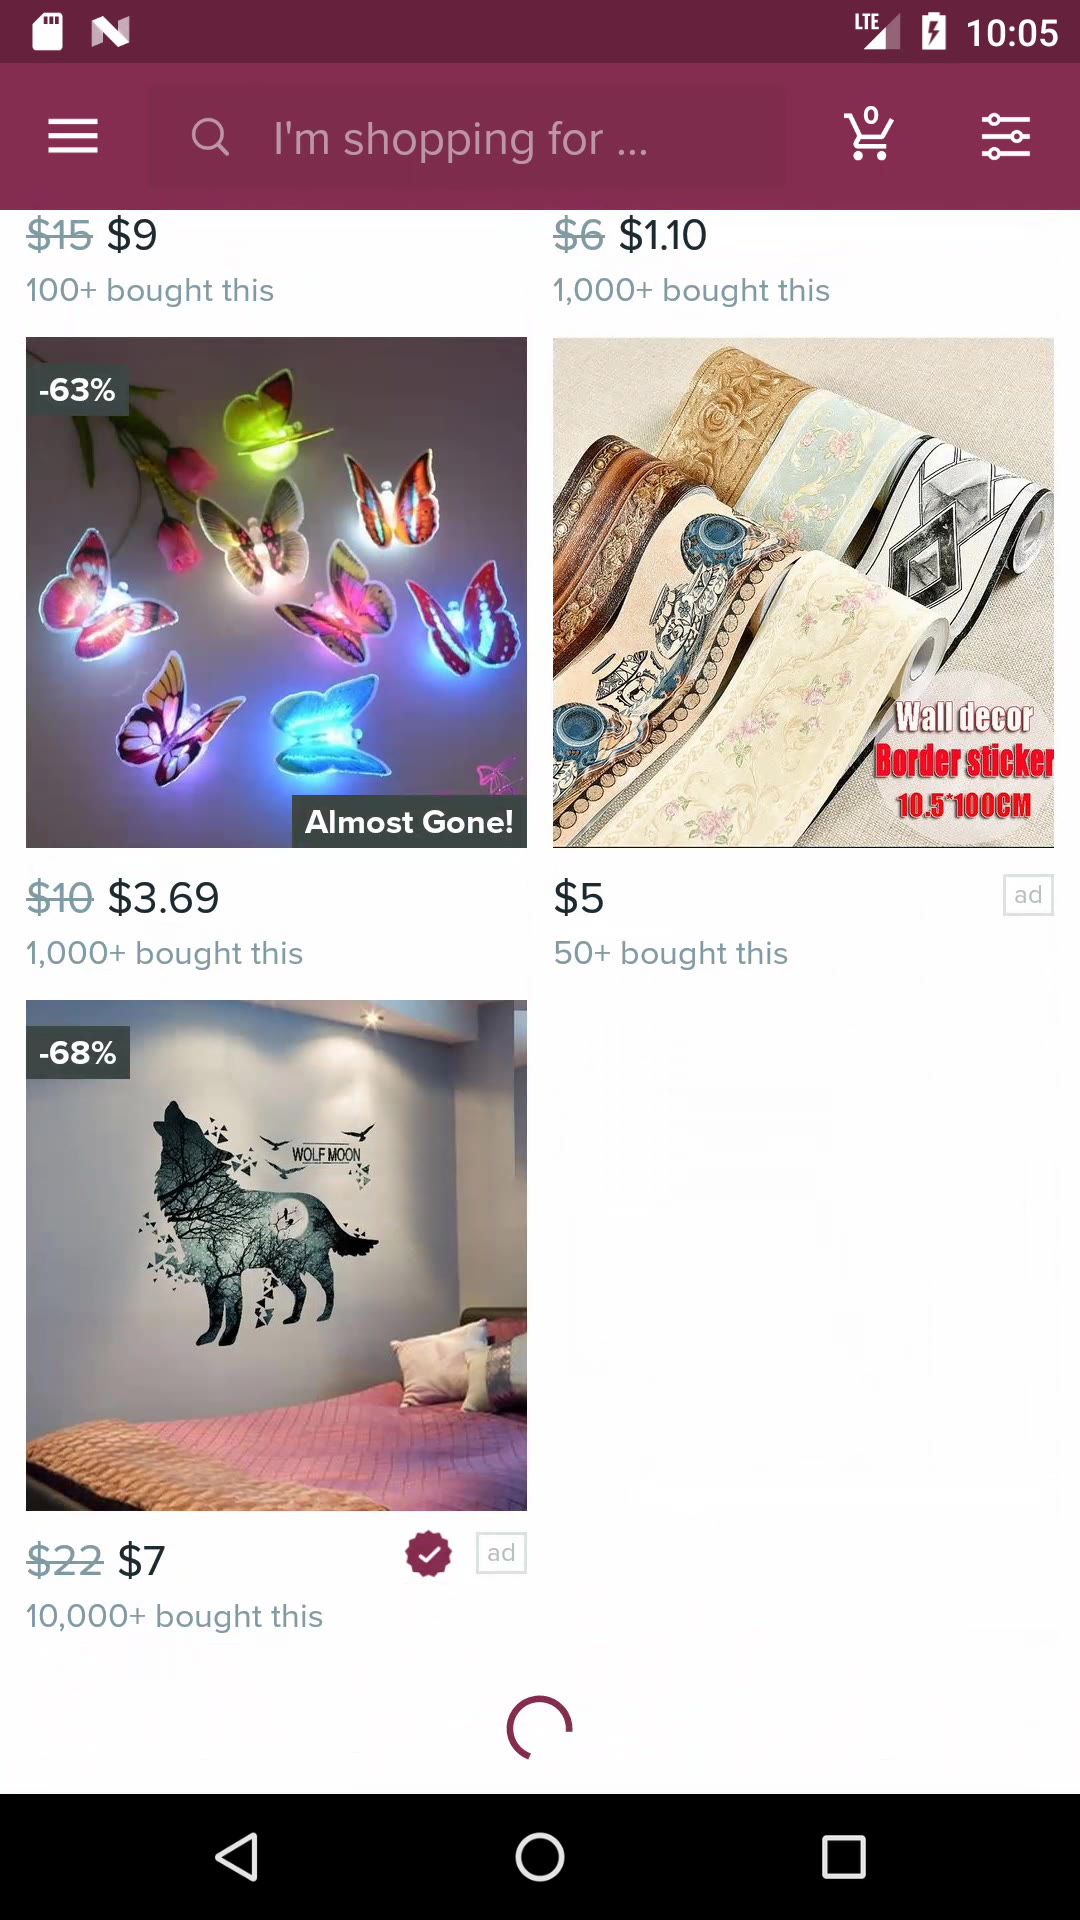 LTE 10:05
I'm shopping for ...
0
$15 $9
100+ bought this
$6 $1.10
1,000+ bought this
-63%
Almost Gone!
Wall decor
Border sticker
10.5*100CM
$10 $3.69
1,000+ bought this
$5
ad
50+ bought this
-68%
WOLF MOON
$22 $7
ad
10,000+ bought this